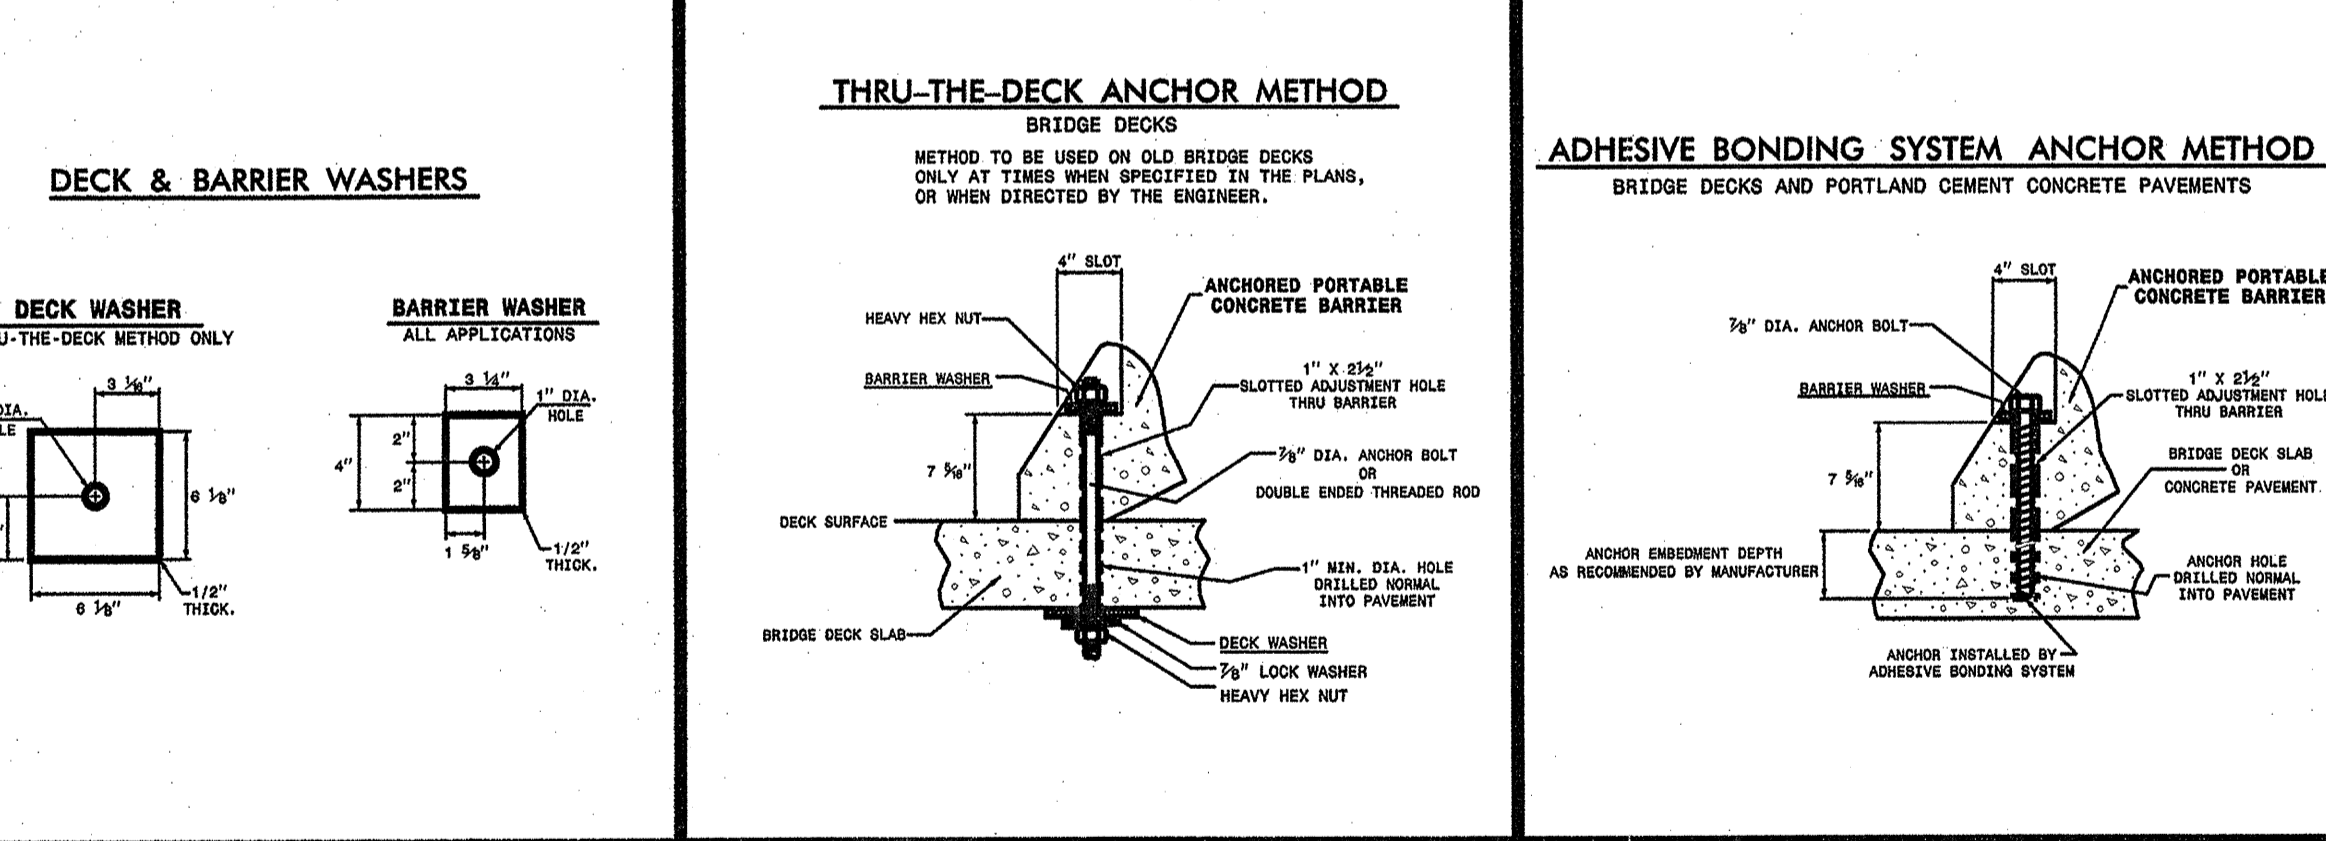 DECK & BARRIER WASHERS
DECK WASHER
U-THE-DECK METHOD ONLY
3 1/16"
DIA.
LE
6 1/8"
6 1/8"
1/2"
THICK.
BARRIER WASHER
ALL APPLICATIONS
3 1/4"
1" DIA.
HOLE
4"
2"
2"
1 5/8"
1/2"
THICK.
THRU-THE-DECK ANCHOR METHOD
BRIDGE DECKS
METHOD TO BE USED ON OLD BRIDGE DECKS
ONLY AT TIMES WHEN SPECIFIED IN THE PLANS,
OR WHEN DIRECTED BY THE ENGINEER.
4" SLOT
ANCHORED PORTABLE
CONCRETE BARRIER
HEAVY HEX NUT
BARRIER WASHER
1" X 2 1/2"
SLOTTED ADJUSTMENT HOLE
THRU BARRIER
7 5/16"
7/8" DIA. ANCHOR BOLT
OR
DOUBLE ENDED THREADED ROD
DECK SURFACE
1" MIN. DIA. HOLE
DRILLED NORMAL
INTO PAVEMENT
BRIDGE DECK SLAB
DECK WASHER
7/8" LOCK WASHER
HEAVY HEX NUT
ADHESIVE BONDING SYSTEM ANCHOR METHOD
BRIDGE DECKS AND PORTLAND CEMENT CONCRETE PAVEMENTS
4" SLOT
ANCHORED PORTABLE
CONCRETE BARRIER
7/8" DIA. ANCHOR BOLT
BARRIER WASHER
1" X 2 1/2"
SLOTTED ADJUSTMENT HOLE
THRU BARRIER
7 5/16"
BRIDGE DECK SLAB
OR
CONCRETE PAVEMENT
ANCHOR EMBEDMENT DEPTH
AS RECOMMENDED BY MANUFACTURER
ANCHOR HOLE
DRILLED NORMAL
INTO PAVEMENT
ANCHOR INSTALLED BY
ADHESIVE BONDING SYSTEM